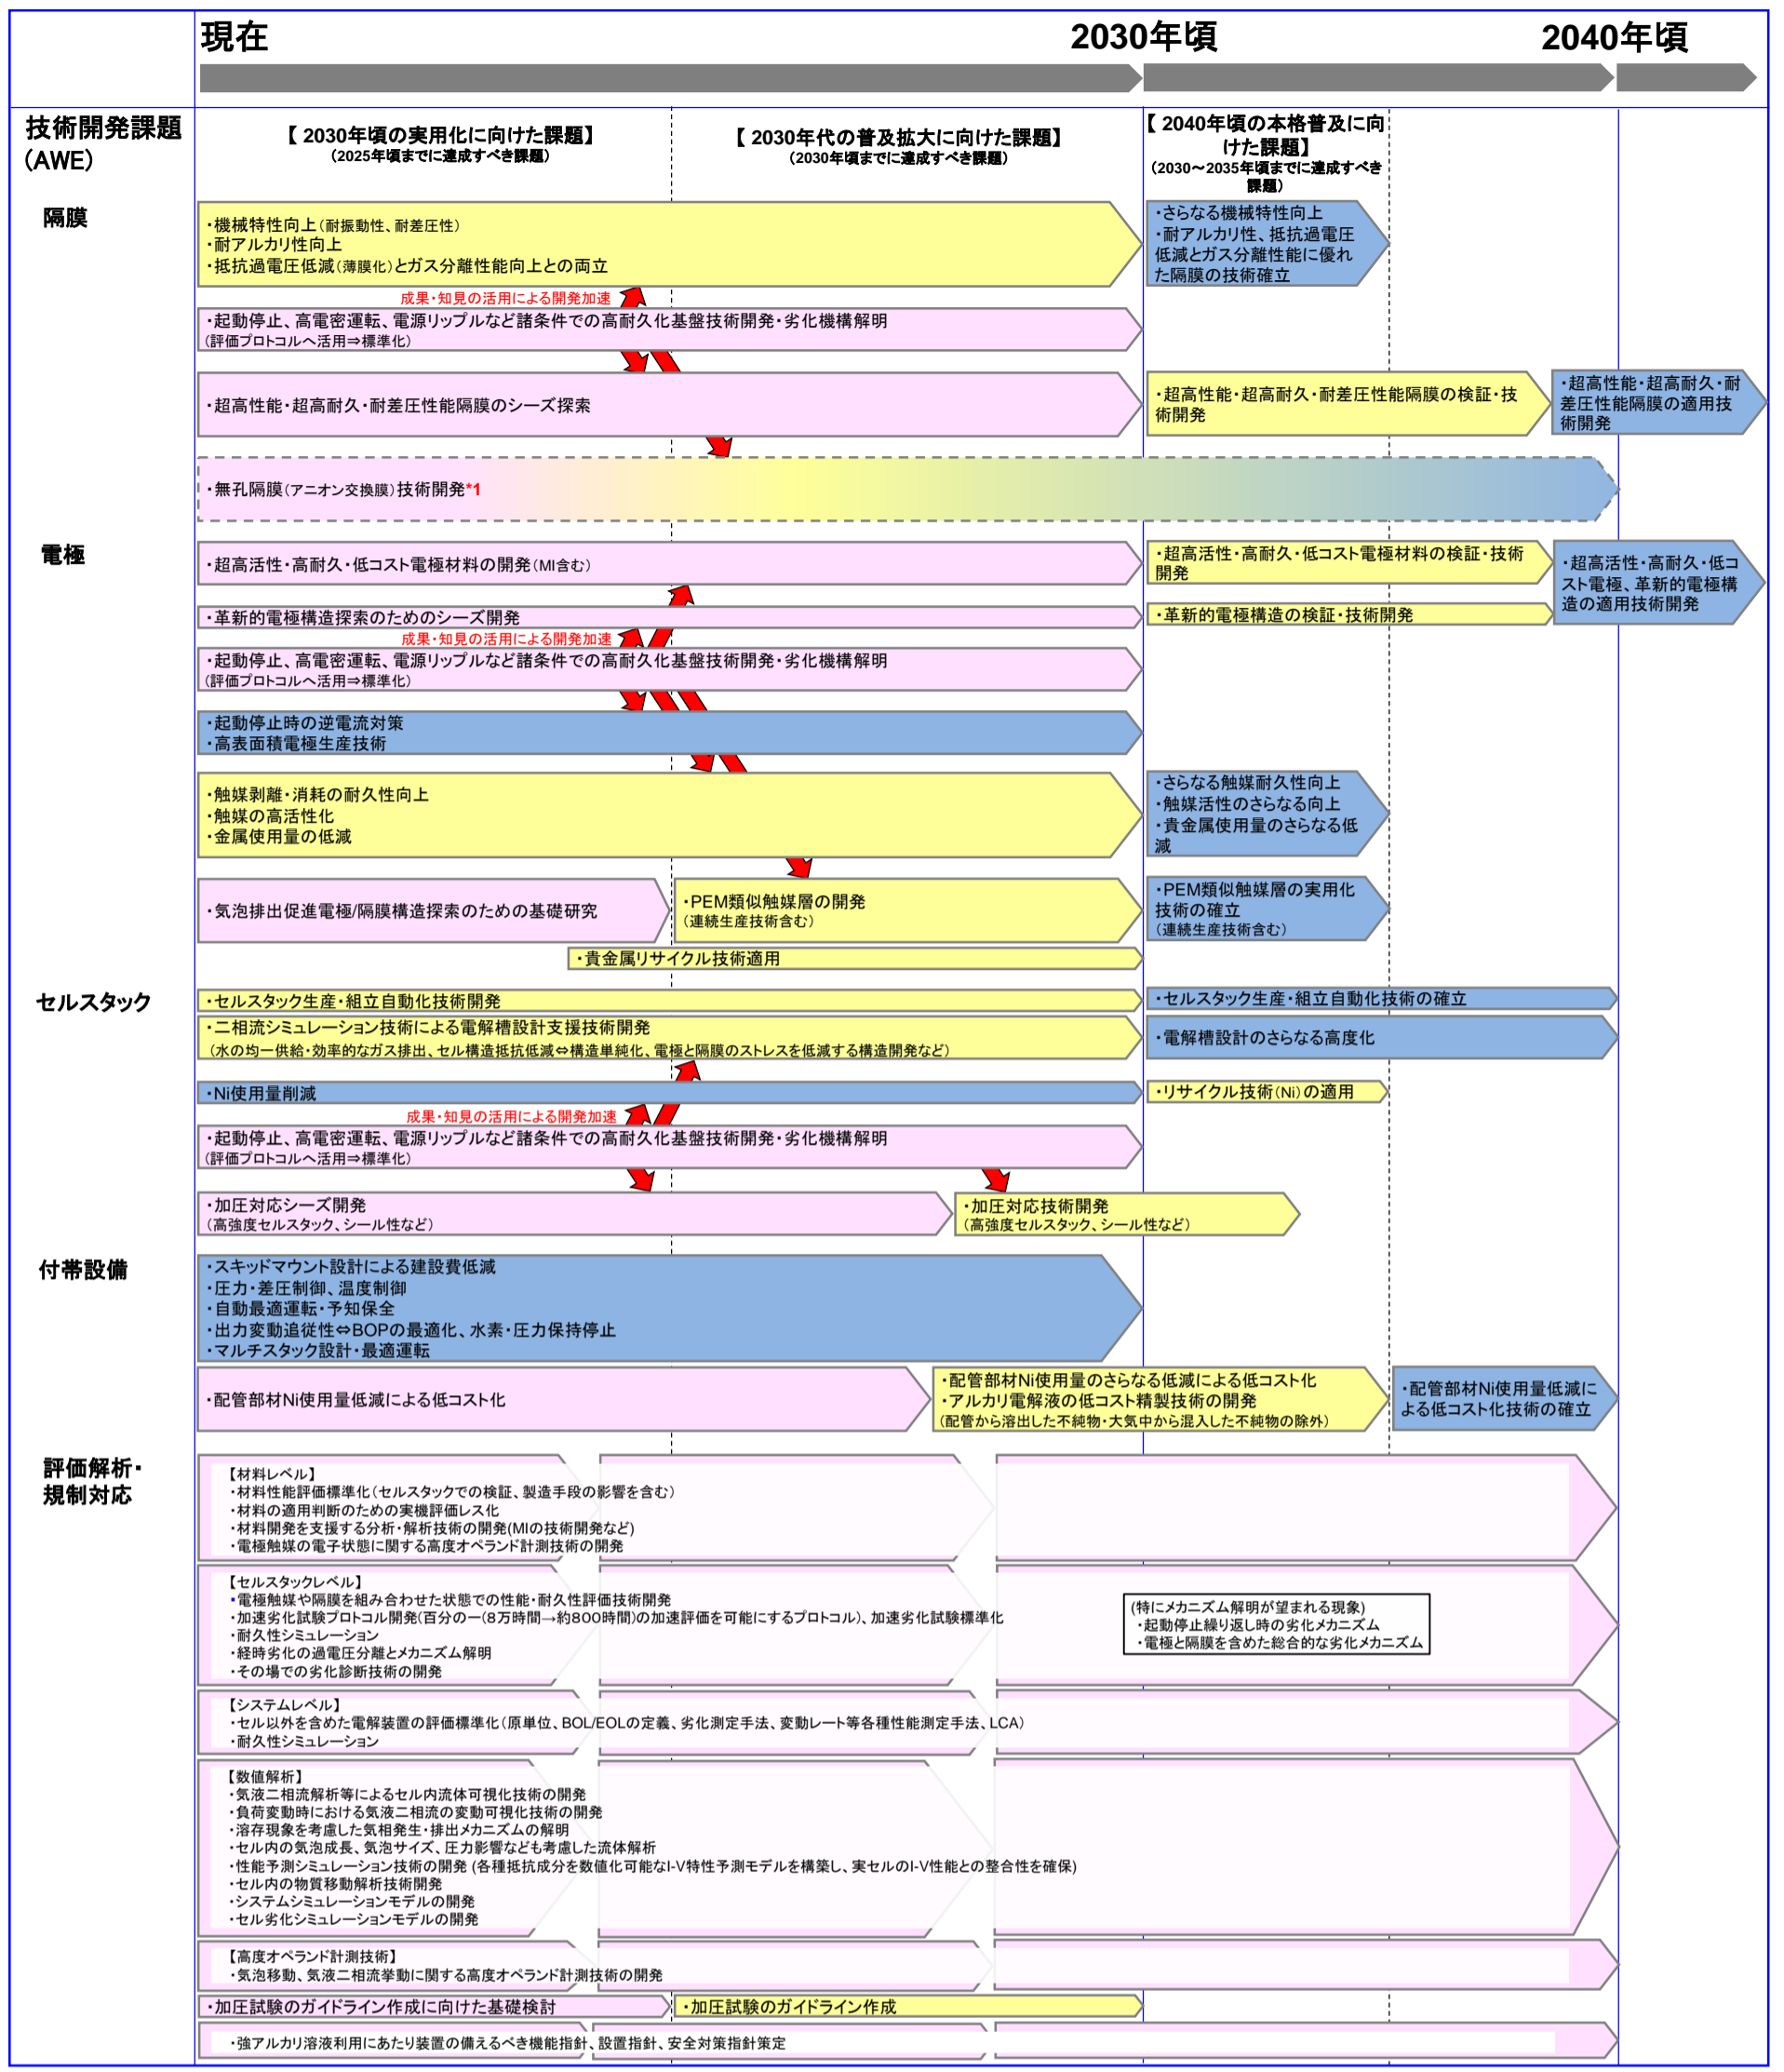 現在
2030年頃
2040年頃
技術開発課題
(AWE)
【 2030年頃の実用化に向けた課題】
(2025年頃までに達成すべき課題)
【 2030年代の普及拡大に向けた課題】
(2030年頃までに達成すべき課題)
【 2040年頃の本格普及に向
けた課題】
(2030～2035年頃までに達成すべき
課題)
隔膜
・機械特性向上(耐振動性、耐差圧性)
・耐アルカリ性向上
・抵抗過電圧低減(薄膜化)とガス分離性能向上との両立
・さらなる機械特性向上
・耐アルカリ性、抵抗過電圧
低減とガス分離性能に優れ
た隔膜の技術確立
成果・知見の活用による開発加速
・起動停止、高電密運転、電源リップルなど諸条件での高耐久化基盤技術開発・劣化機構解明
(評価プロトコルへ活用⇒標準化)
・超高性能・超高耐久・耐差圧性能隔膜のシーズ探索
・超高性能・超高耐久・耐差圧性能隔膜の検証・技
術開発
・超高性能・超高耐久・耐
差圧性能隔膜の適用技
術開発
・無孔隔膜(アニオン交換膜)技術開発*1
電極
・超高活性・高耐久・低コスト電極材料の開発(MI含む)
・超高活性・高耐久・低コスト電極材料の検証・技術
開発
・超高活性・高耐久・低コ
スト電極、革新的電極構
造の適用技術開発
・革新的電極構造探索のためのシーズ開発
・革新的電極構造の検証・技術開発
成果・知見の活用による開発加速
・起動停止、高電密運転、電源リップルなど諸条件での高耐久化基盤技術開発・劣化機構解明
(評価プロトコルへ活用⇒標準化)
・起動停止時の逆電流対策
・高表面積電極生産技術
・触媒剥離・消耗の耐久性向上
・触媒の高活性化
・金属使用量の低減
・さらなる触媒耐久性向上
・触媒活性のさらなる向上
・貴金属使用量のさらなる低
減
・気泡排出促進電極/隔膜構造探索のための基礎研究
・PEM類似触媒層の開発
(連続生産技術含む)
・PEM類似触媒層の実用化
技術の確立
(連続生産技術含む)
・貴金属リサイクル技術適用
セルスタック
・セルスタック生産・組立自動化技術開発
・セルスタック生産・組立自動化技術の確立
・二相流シミュレーション技術による電解槽設計支援技術開発
(水の均一供給・効率的なガス排出、セル構造抵抗低減⇔構造単純化、電極と隔膜のストレスを低減する構造開発など)
・電解槽設計のさらなる高度化
・Ni使用量削減
・リサイクル技術(Ni)の適用
成果・知見の活用による開発加速
・起動停止、高電密運転、電源リップルなど諸条件での高耐久化基盤技術開発・劣化機構解明
(評価プロトコルへ活用⇒標準化)
・加圧対応シーズ開発
(高強度セルスタック、シール性など)
・加圧対応技術開発
(高強度セルスタック、シール性など)
付帯設備
・スキッドマウント設計による建設費低減
・圧力・差圧制御、温度制御
・自動最適運転・予知保全
・出力変動追従性⇔BOPの最適化、水素・圧力保持停止
・マルチスタック設計・最適運転
・配管部材Ni使用量低減による低コスト化
・配管部材Ni使用量のさらなる低減による低コスト化
・アルカリ電解液の低コスト精製技術の開発
(配管から溶出した不純物・大気中から混入した不純物の除外)
・配管部材Ni使用量低減に
よる低コスト化技術の確立
評価解析・
規制対応
【材料レベル】
・材料性能評価標準化(セルスタックでの検証、製造手段の影響を含む)
・材料の適用判断のための実機評価レス化
・材料開発を支援する分析・解析技術の開発(MIの技術開発など)
・電極触媒の電子状態に関する高度オペランド計測技術の開発
【セルスタックレベル】
・電極触媒や隔膜を組み合わせた状態での性能・耐久性評価技術開発
・加速劣化試験プロトコル開発(百分の一(8万時間→約800時間)の加速評価を可能にするプロトコル)、加速劣化試験標準化
・耐久性シミュレーション
・経時劣化の過電圧分離とメカニズム解明
・その場での劣化診断技術の開発
(特にメカニズム解明が望まれる現象)
・起動停止繰り返し時の劣化メカニズム
・電極と隔膜を含めた総合的な劣化メカニズム
【システムレベル】
・セル以外を含めた電解装置の評価標準化(原単位、BOL/EOLの定義、劣化測定手法、変動レート等各種性能測定手法、LCA)
・耐久性シミュレーション
【数値解析】
・気液二相流解析等によるセル内流体可視化技術の開発
・負荷変動時における気液二相流の変動可視化技術の開発
・溶存現象を考慮した気相発生・排出メカニズムの解明
・セル内の気泡成長、気泡サイズ、圧力影響なども考慮した流体解析
・性能予測シミュレーション技術の開発 (各種抵抗成分を数値化可能なI-V特性予測モデルを構築し、実セルのI-V性能との整合性を確保)
・セル内の物質移動解析技術開発
・システムシミュレーションモデルの開発
・セル劣化シミュレーションモデルの開発
【高度オペランド計測技術】
・気泡移動、気液二相流挙動に関する高度オペランド計測技術の開発
・加圧試験のガイドライン作成に向けた基礎検討
・加圧試験のガイドライン作成
・強アルカリ溶液利用にあたり装置の備えるべき機能指針、設置指針、安全対策指針策定